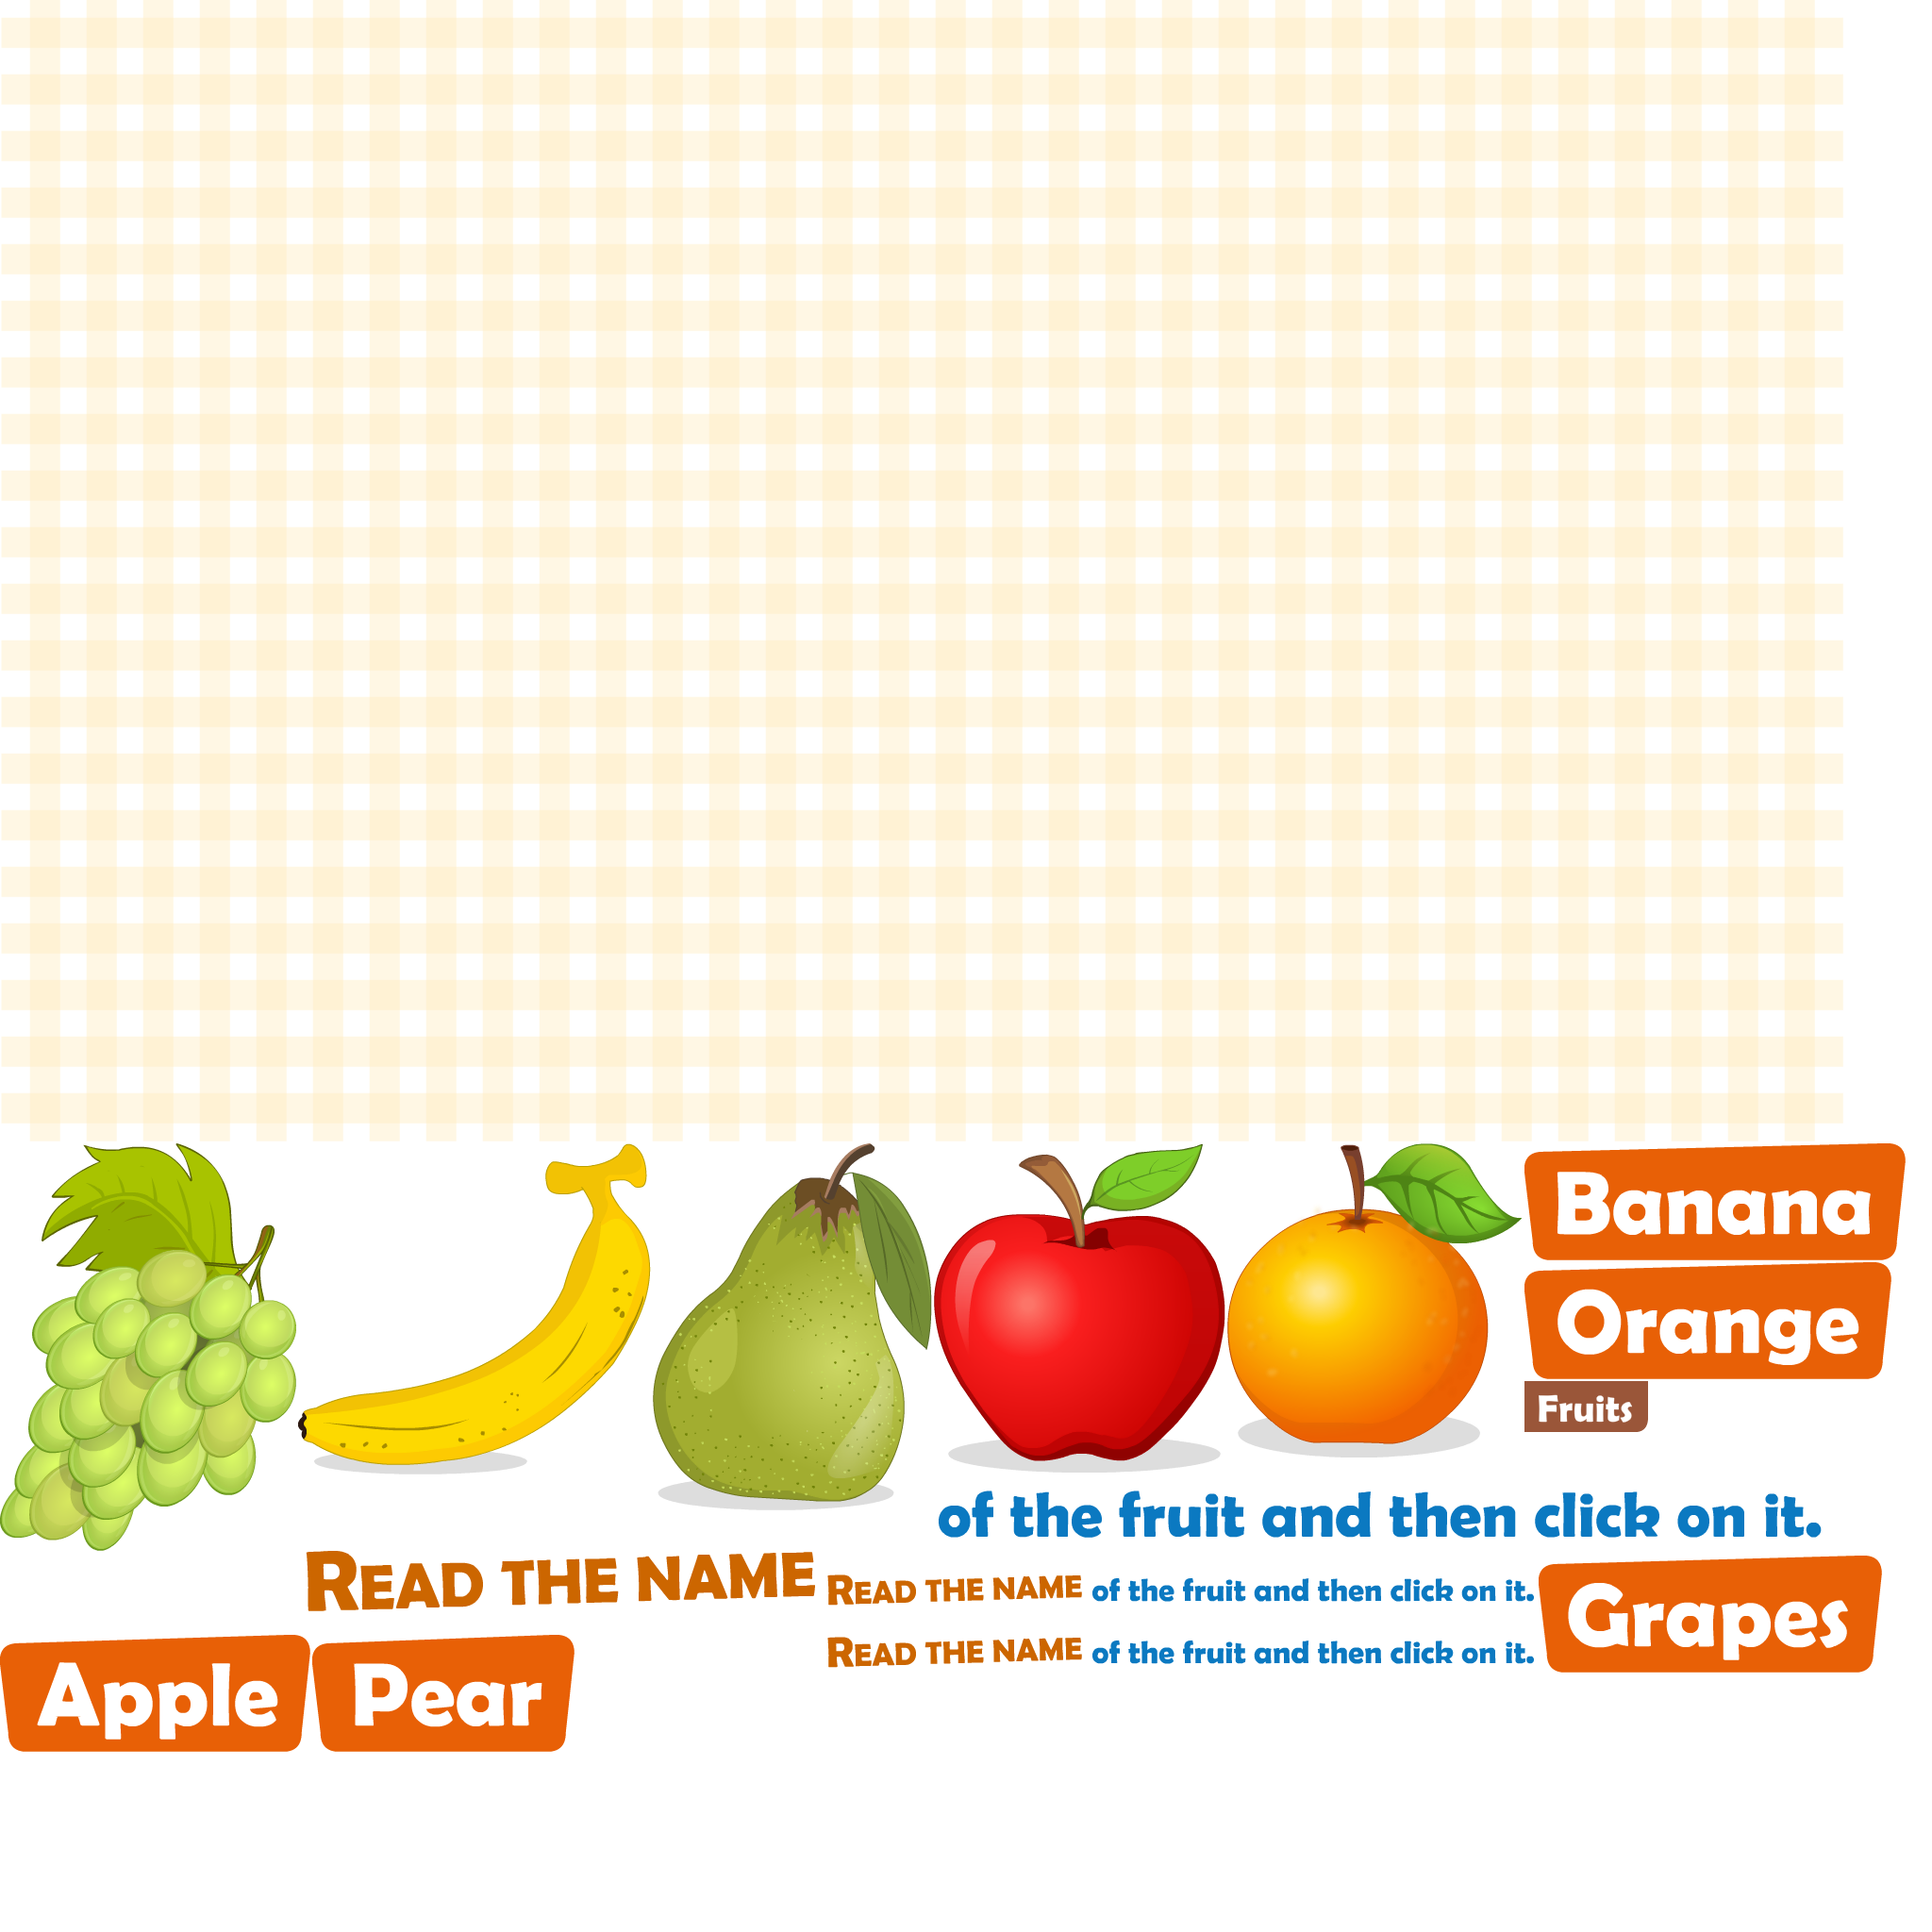 Banana
Orange
Fruits
of the fruit and then click on it.
READ THE NAME
READ THE NAME of the fruit and then click on it.
Grapes
READ THE NAME of the fruit and then click on it.
Apple
Pear